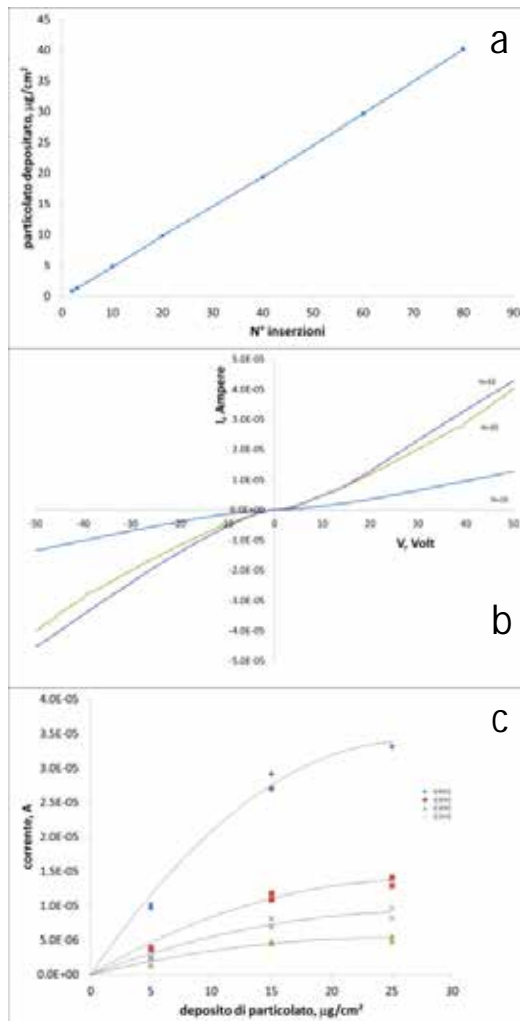 a
particolato depositato, µg/cm²
45
40
35
30
25
20
15
10
5
0
0 10 20 30 40 50 60 70 80 90
N° inserzioni
b
I, Ampere
5.0E-05
4.0E-05
3.0E-05
2.0E-05
1.0E-05
0.0E+00
-1.0E-05
-2.0E-05
-3.0E-05
-4.0E-05
-5.0E-05
-50 -40 -30 -20 -10 0 10 20 30 40 50
V, Volt
c
corrente, A
4.0E-05
3.5E-05
3.0E-05
2.5E-05
2.0E-05
1.5E-05
1.0E-05
5.0E-06
0.0E+00
0 5 10 15 20 25 30
deposito di particolato, µg/cm²